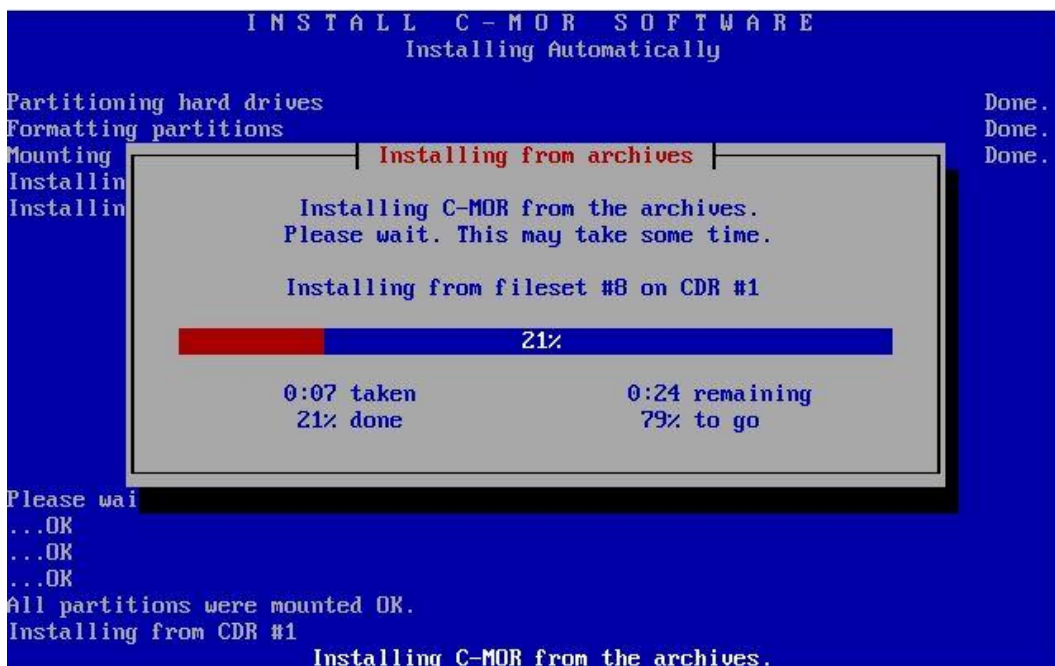 INSTALL C-MOR SOFTWARE
Installing Automatically
Partitioning hard drives Done.
Formatting partitions Done.
Mounting Done.
Installin
Installin
Installing from archives
Installing C-MOR from the archives.
Please wait. This may take some time.
Installing from fileset #8 on CDR #1
21%
0:07 taken 0:24 remaining
21% done 79% to go
Please wai
...OK
...OK
...OK
All partitions were mounted OK.
Installing from CDR #1
Installing C-MOR from the archives.